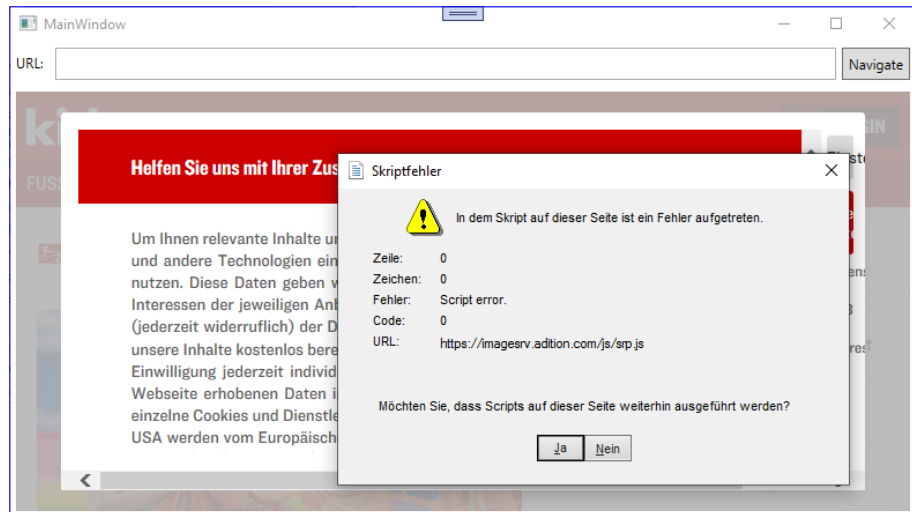 MainWindow
URL:
Navigate
ki
GIN
FUSS
Helfen Sie uns mit Ihrer Zus
Um Ihnen relevante Inhalte ur
und andere Technologien ein
nutzen. Diese Daten geben w
Interessen der jeweiligen Anb
(jederzeit widerruflich) der D
unsere Inhalte kostenlos bere
Einwilligung jederzeit individ
Webseite erhobenen Daten i
einzelne Cookies und Dienstle
USA werden vom Europäisch
Skriptfehler
In dem Skript auf dieser Seite ist ein Fehler aufgetreten.
Zeile: 0
Zeichen: 0
Fehler: Script error.
Code: 0
URL: https://imagesrv.adition.com/js/srp.js
Möchten Sie, dass Scripts auf dieser Seite weiterhin ausgeführt werden?
Ja Nein